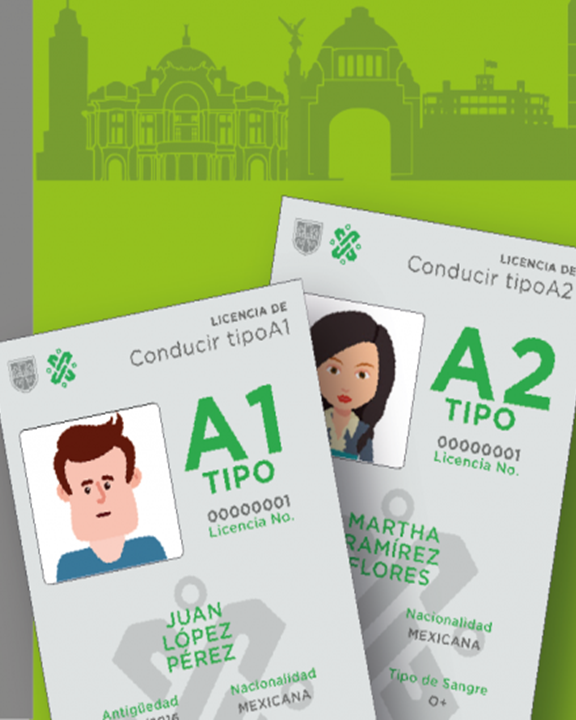 LICENCIA DE
Conducir tipoA1
A1
TIPO
00000001
Licencia No.
JUAN
LÓPEZ
PÉREZ
Antigüedad
Nacionalidad
MEXICANA
LICENCIA DE
Conducir tipoA2
A2
TIPO
00000001
Licencia No.
MARTHA
RAMÍREZ
FLORES
Nacionalidad
MEXICANA
Tipo de Sangre
O+